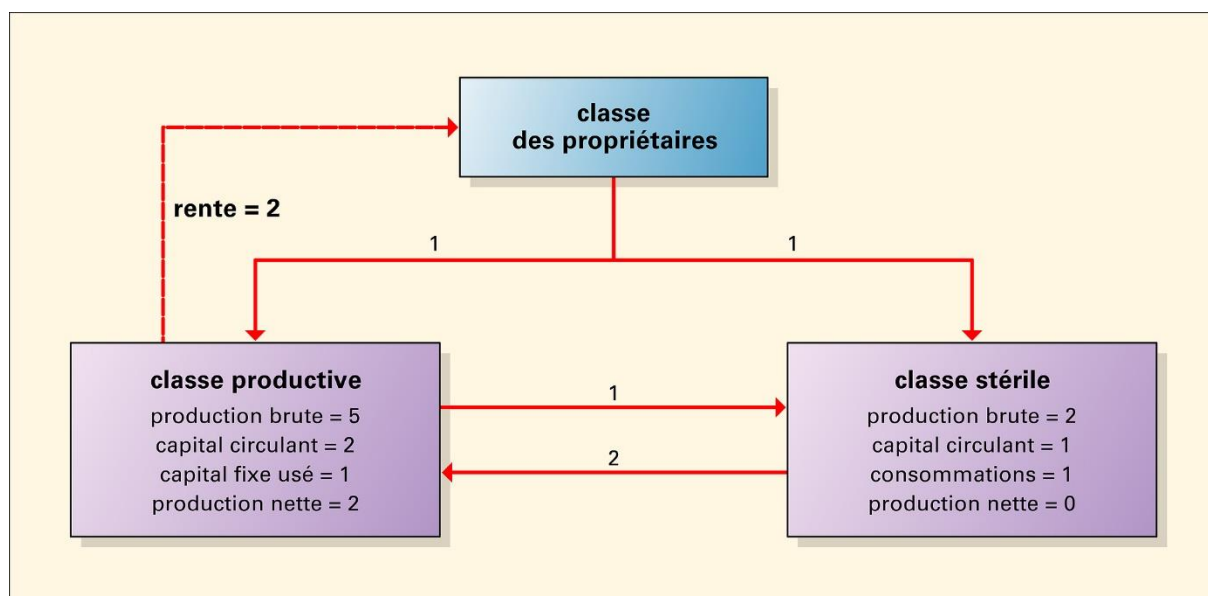 classe
des propriétaires
rente = 2
1
1
classe productive
production brute = 5
capital circulant = 2
capital fixe usé = 1
production nette = 2
1
2
classe stérile
production brute = 2
capital circulant = 1
consommations = 1
production nette = 0